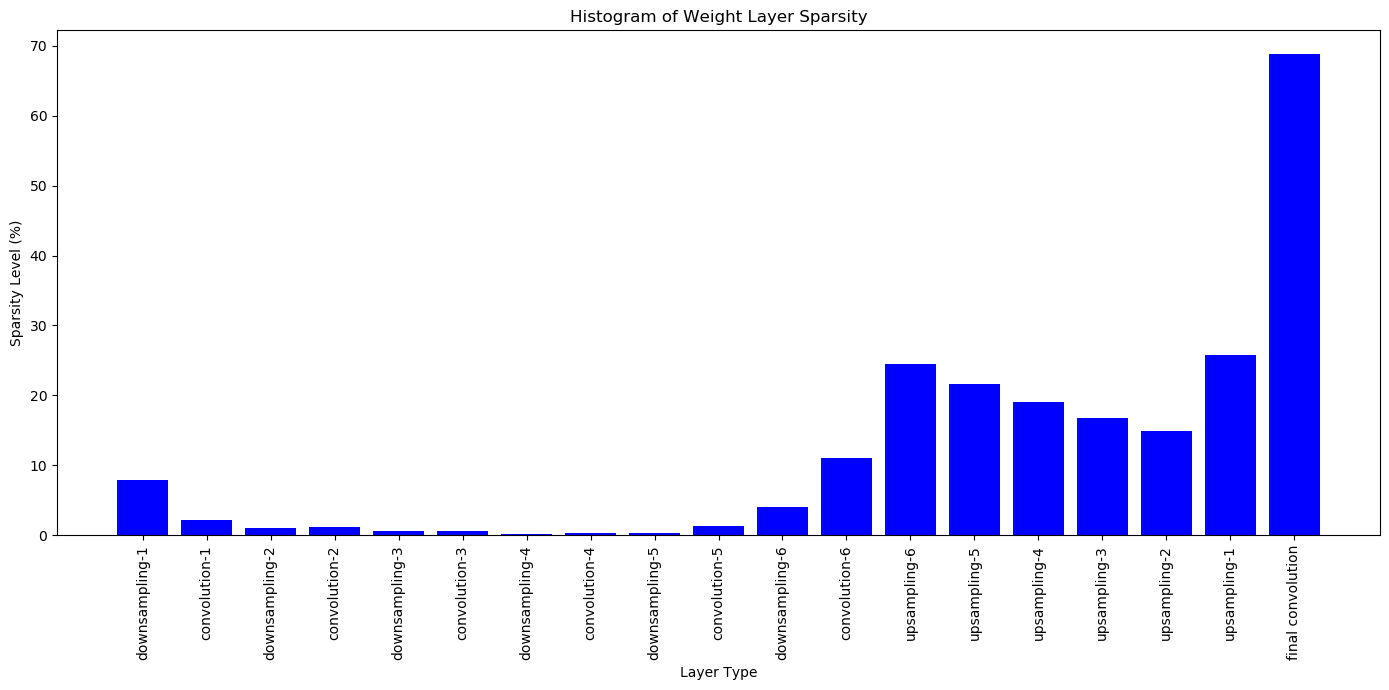 Histogram of Weight Layer Sparsity
Sparsity Level (%)
70
60
50
40
30
20
10
0
downsampling-1
convolution-1
downsampling-2
convolution-2
downsampling-3
convolution-3
downsampling-4
convolution-4
downsampling-5
convolution-5
downsampling-6
convolution-6
upsampling-6
upsampling-5
upsampling-4
upsampling-3
upsampling-2
upsampling-1
final convolution
Layer Type